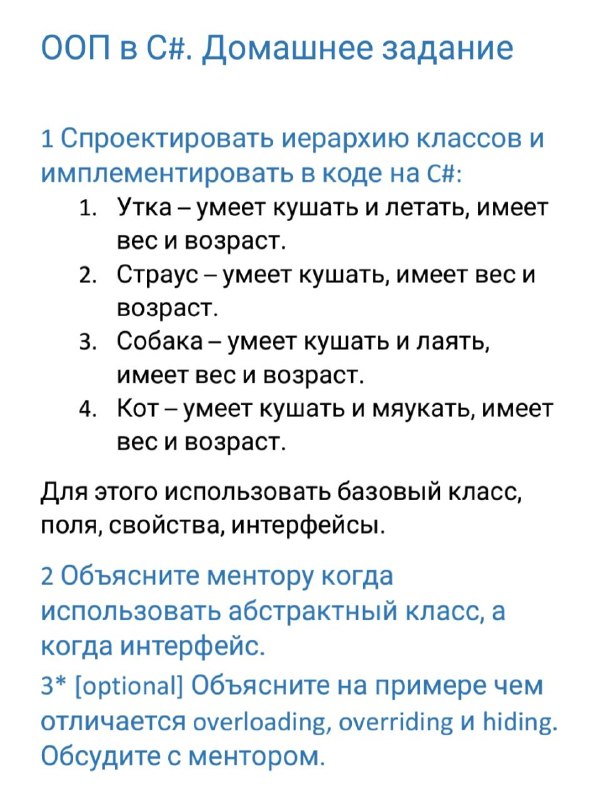 ООП в C#. Домашнее задание
1 Спроектировать иерархию классов и
имплементировать в коде на C#:
1. Утка – умеет кушать и летать, имеет
вес и возраст.
2. Страус – умеет кушать, имеет вес и
возраст.
3. Собака – умеет кушать и лаять,
имеет вес и возраст.
4. Кот – умеет кушать и мяукать, имеет
вес и возраст.
Для этого использовать базовый класс,
поля, свойства, интерфейсы.
2 Объясните ментору когда
использовать абстрактный класс, а
когда интерфейс.
3* [optional] Объясните на примере чем
отличается overloading, overriding и hiding.
Обсудите с ментором.